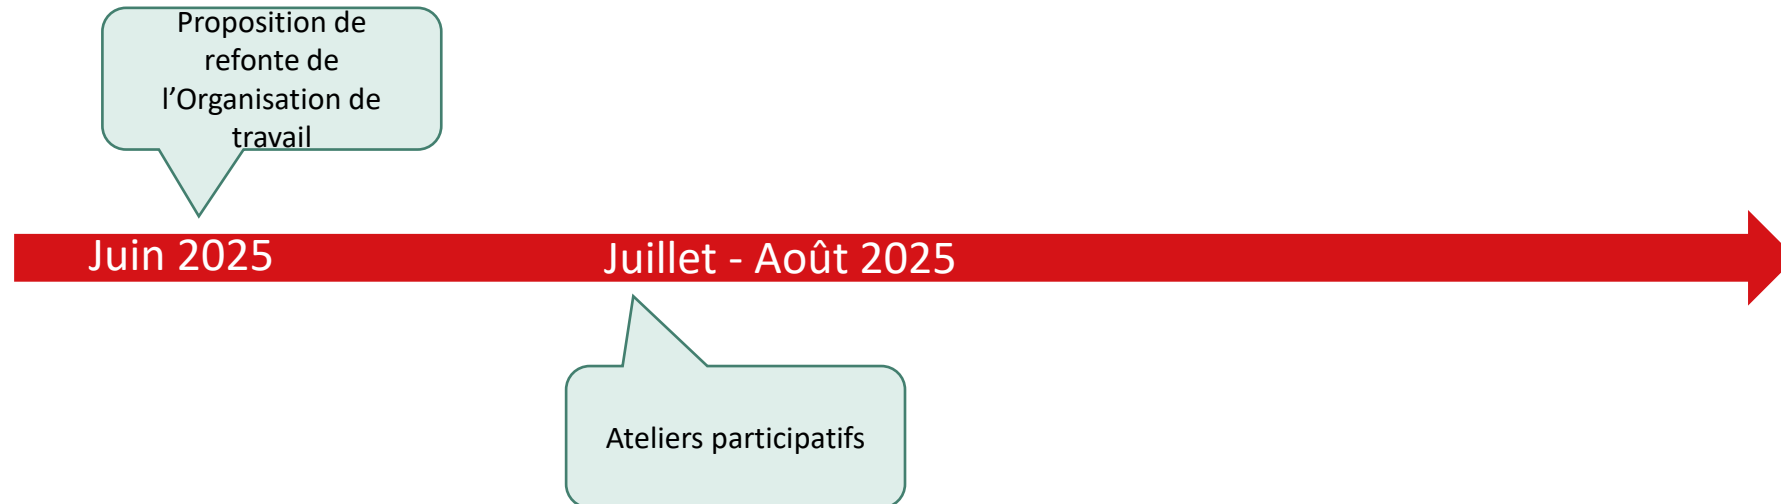 Proposition de
refonte de
l’Organisation de
travail
Juin 2025
Juillet - Août 2025
Ateliers participatifs